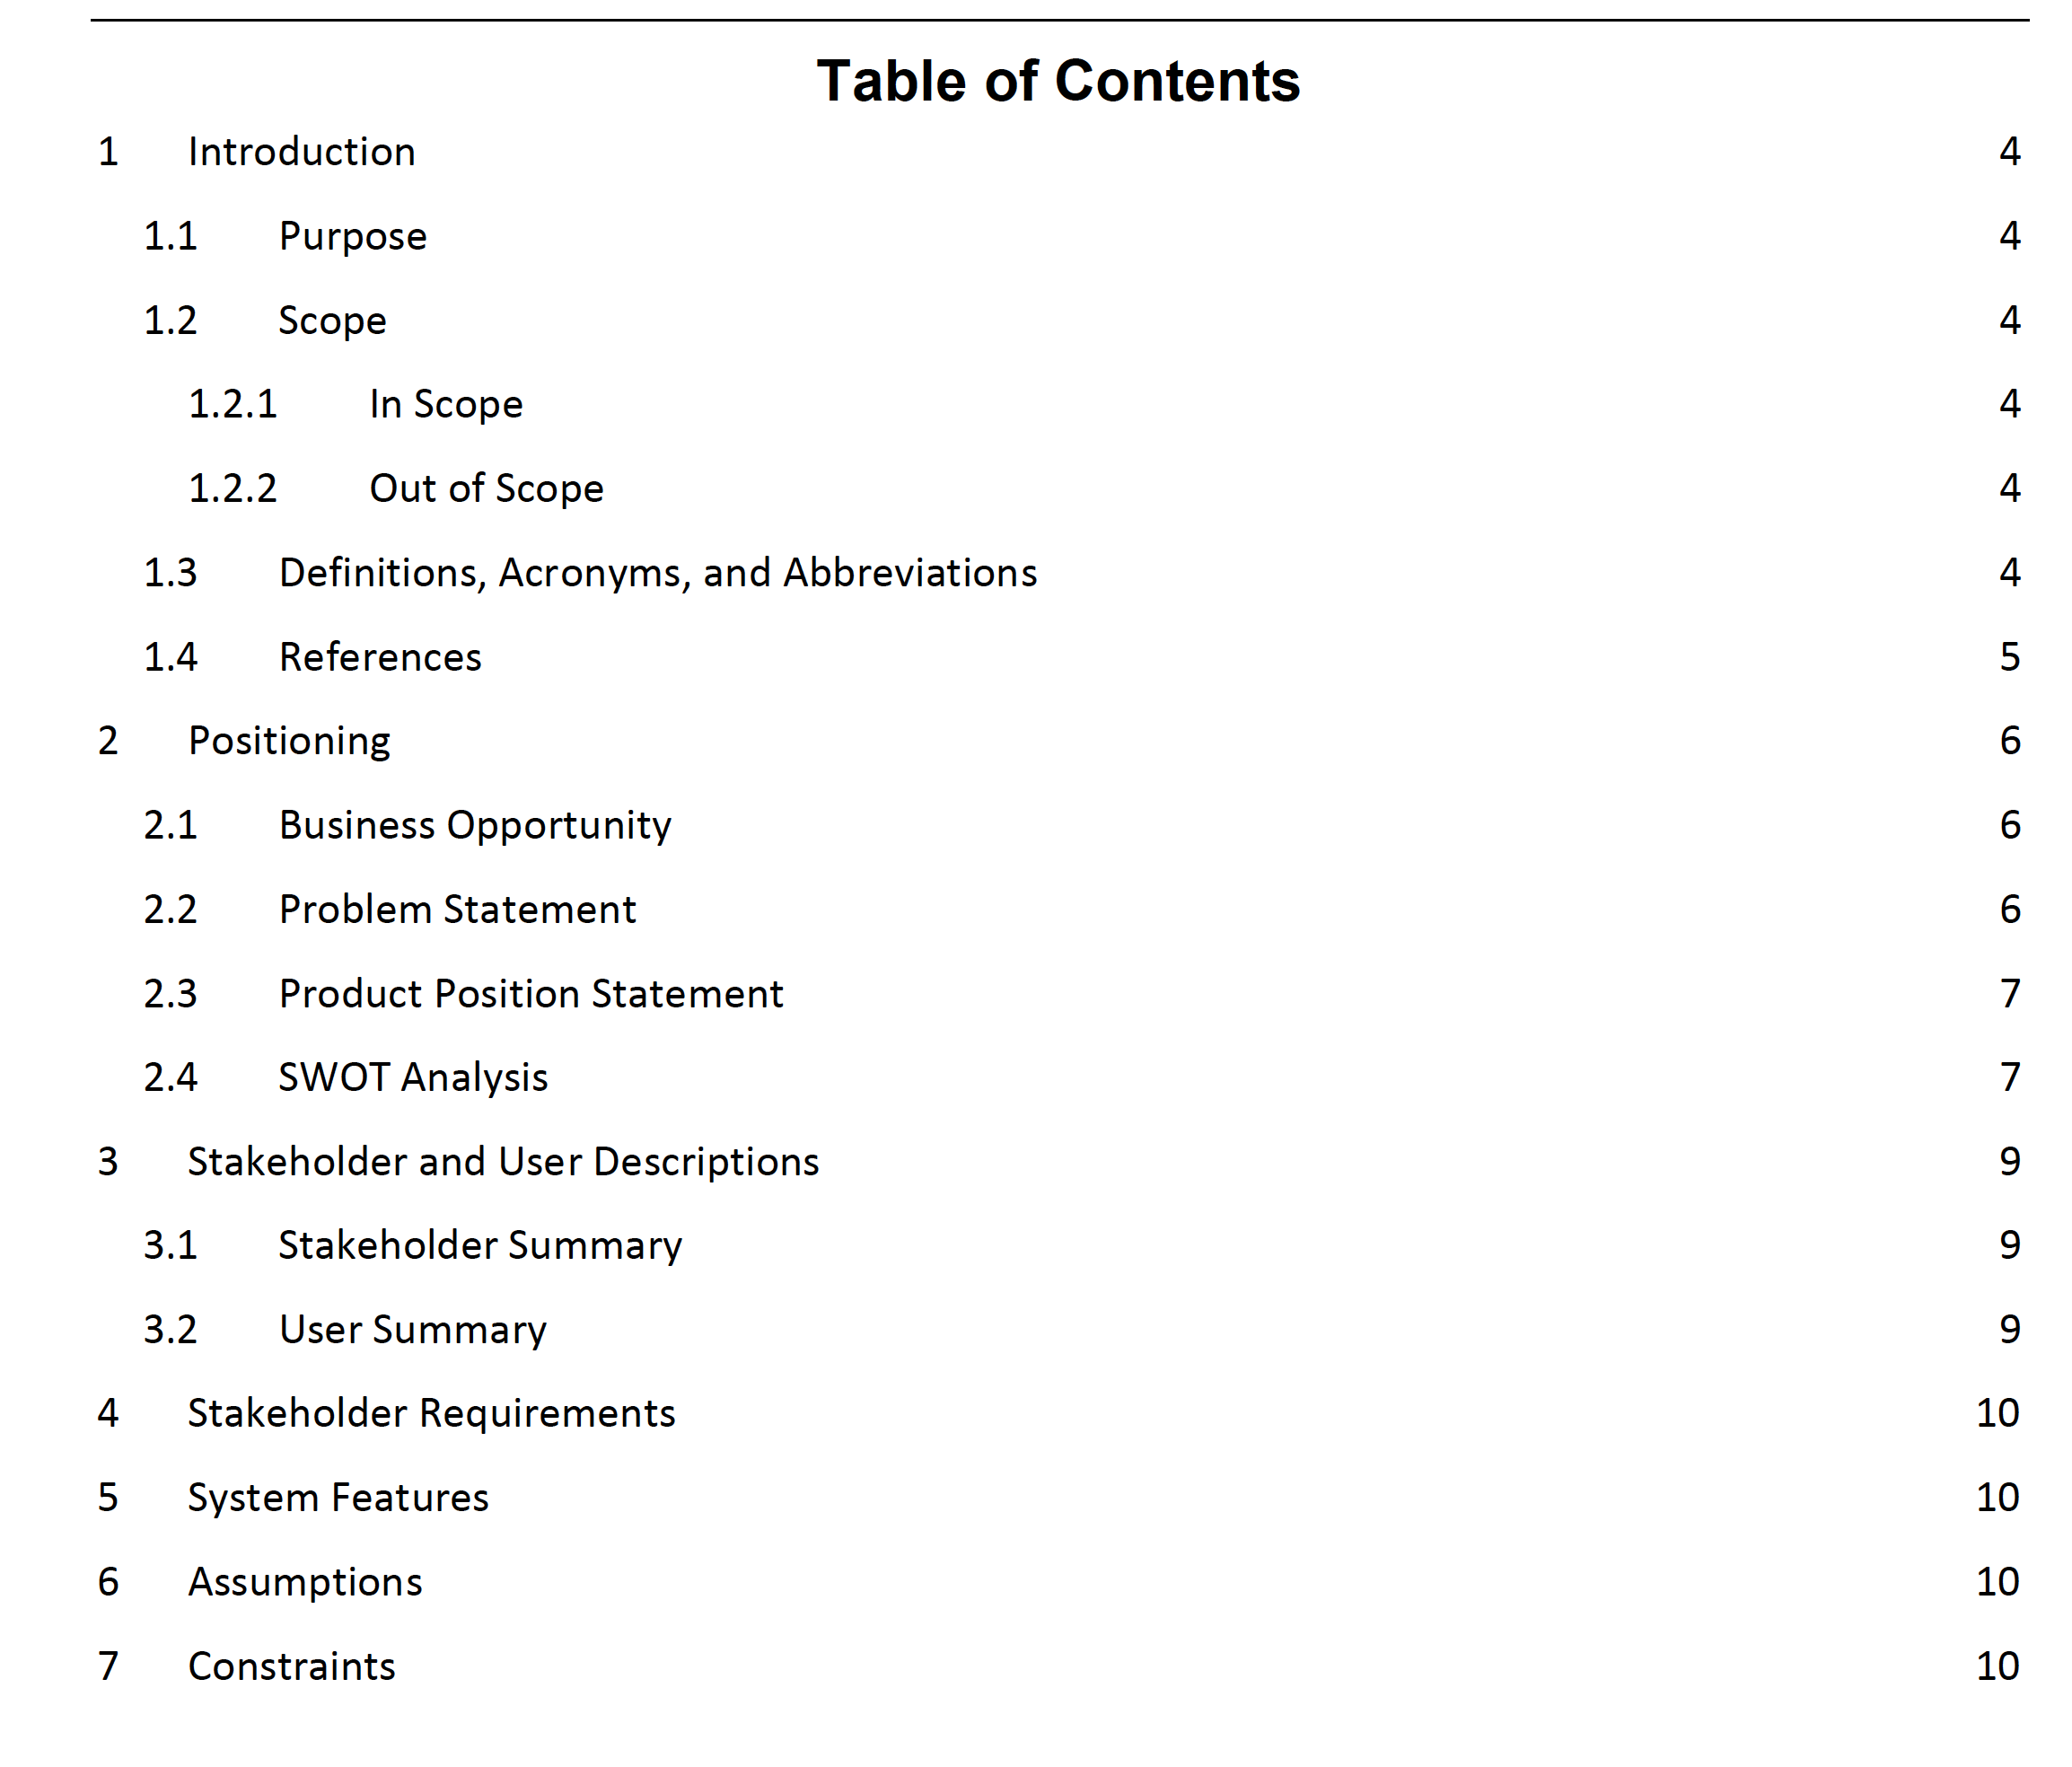 Table of Contents
1 Introduction 4
1.1 Purpose 4
1.2 Scope 4
1.2.1 In Scope 4
1.2.2 Out of Scope 4
1.3 Definitions, Acronyms, and Abbreviations 4
1.4 References 5
2 Positioning 6
2.1 Business Opportunity 6
2.2 Problem Statement 6
2.3 Product Position Statement 7
2.4 SWOT Analysis 7
3 Stakeholder and User Descriptions 9
3.1 Stakeholder Summary 9
3.2 User Summary 9
4 Stakeholder Requirements 10
5 System Features 10
6 Assumptions 10
7 Constraints 10